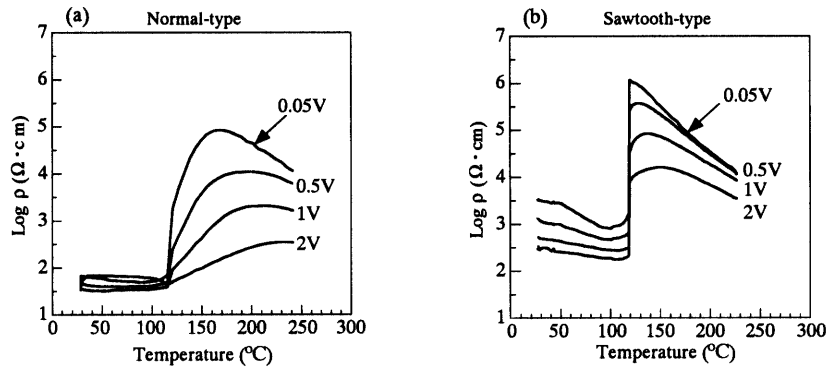 (a) Normal-type
Log ρ (Ω · c m)
7
6
5
4
3
2
1
0.05V
0.5V
1V
2V
0 50 100 150 200 250 300
Temperature (°C)
(b) Sawtooth-type
Log ρ (Ω · cm)
7
6
5
4
3
2
1
0.05V
0.5V
1V
2V
0 50 100 150 200 250 300
Temperature (°C)